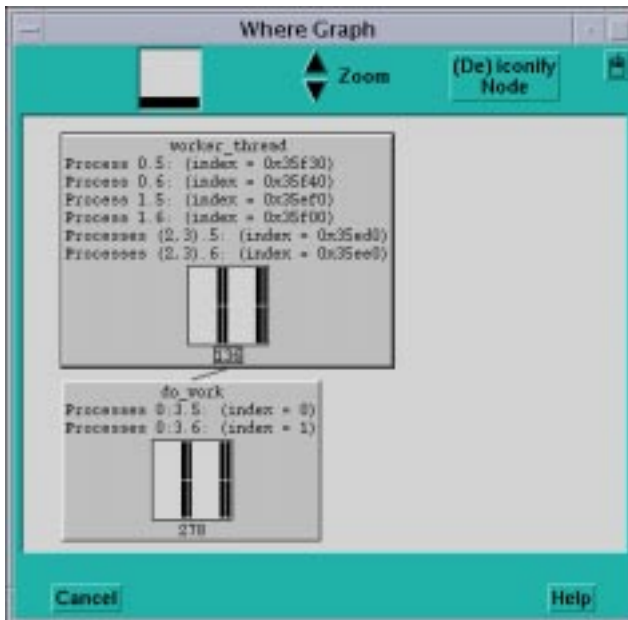 Where Graph
Zoom
(De)iconify
Node
worker_thread
Process 0.5: (index = 0x35f30)
Process 0.6: (index = 0x35f40)
Process 1.5: (index = 0x35ef0)
Process 1.6: (index = 0x35f00)
Processes (2,3).5: (index = 0x35ed0)
Processes (2,3).6: (index = 0x35ee0)
do_work
Processes 0:3.5: (index = 0)
Processes 0:3.6: (index = 1)
278
Cancel
Help